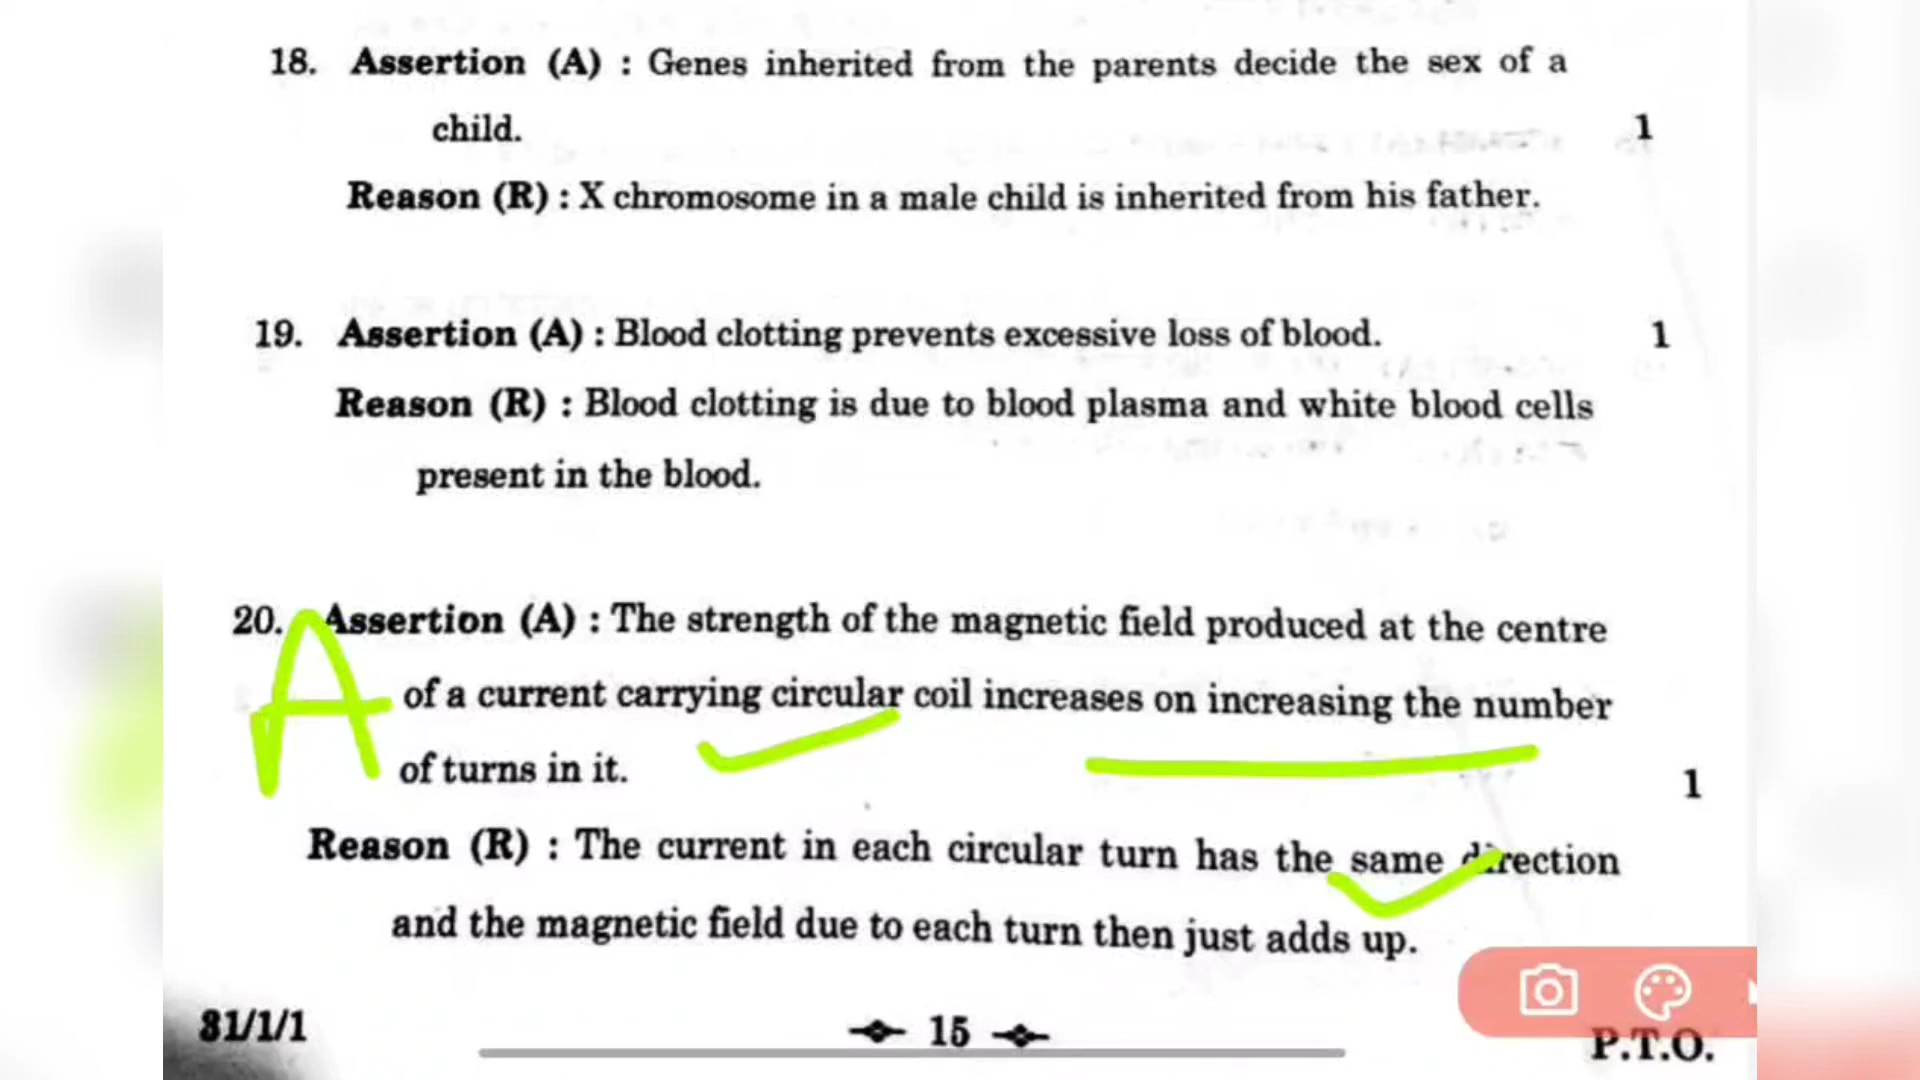 18. Assertion (A) : Genes inherited from the parents decide the sex of a
child. 1
Reason (R) : X chromosome in a male child is inherited from his father.
19. Assertion (A) : Blood clotting prevents excessive loss of blood. 1
Reason (R) : Blood clotting is due to blood plasma and white blood cells
present in the blood.
20. Assertion (A) : The strength of the magnetic field produced at the centre
A
of a current carrying circular coil increases on increasing the number
of turns in it. 1
Reason (R) : The current in each circular turn has the same direction
and the magnetic field due to each turn then just adds up.
31/1/1 15 P.T.O.